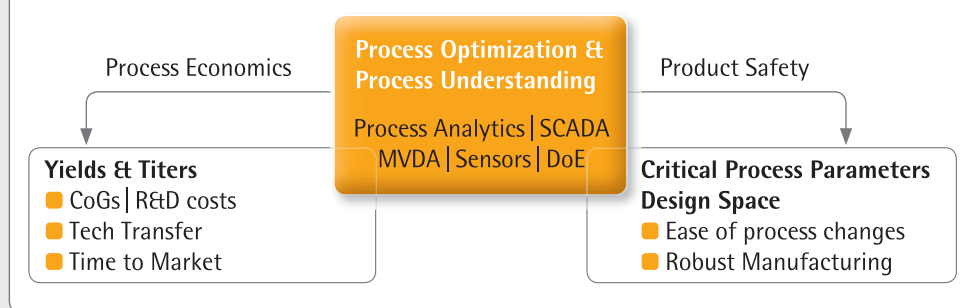 Process Economics
Process Optimization &
Process Understanding
Process Analytics | SCADA
MVDA | Sensors | DoE
Product Safety
Yields & Titers
CoGs | R&D costs
Tech Transfer
Time to Market
Critical Process Parameters
Design Space
Ease of process changes
Robust Manufacturing